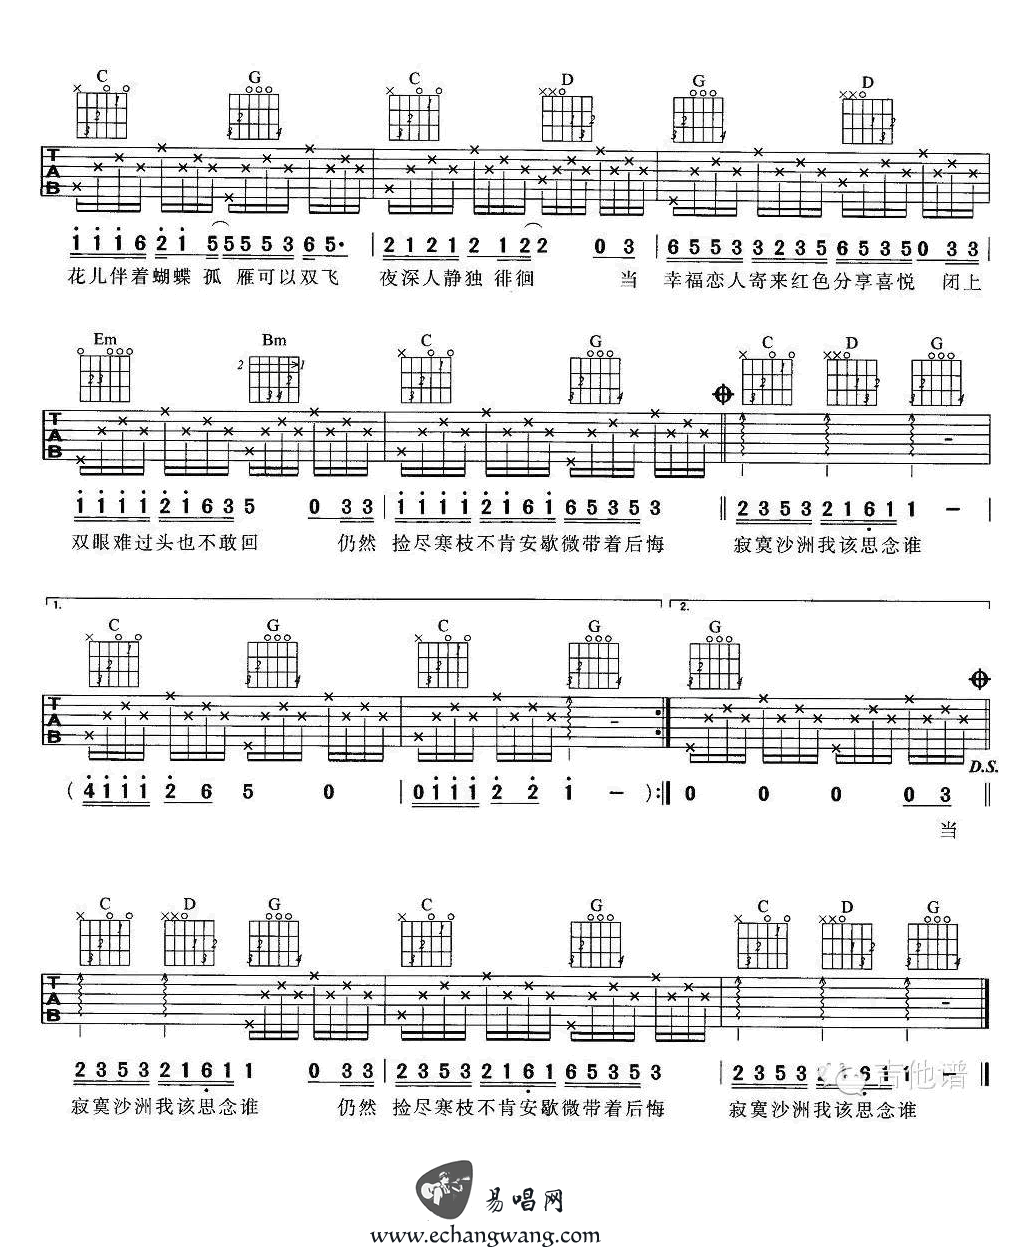 C G C D G D
TAB
1 1 1 6 2 1 5 5 5 5 3 6 5· | 2 1 2 1 2 1 2 2 0 3 | 6 5 5 3 3 2 3 5 6 5 3 5 0 3 3
花儿伴着蝴蝶 孤 雁可以双飞 夜深人静独 徘徊 当 幸福恋人寄来红色分享喜悦 闭上
Em Bm C G C D G
TAB
1 1 1 1 2 1 6 3 5 0 3 3 | 1 1 1 1 2 1 6 1 6 5 3 5 3 || 2 3 5 3 2 1 6 1 1 – |
双眼难过头也不敢回 仍然 捡尽寒枝不肯安歇微带着后悔 寂寞沙洲我该思念谁
1. 2.
C G C G G
TAB
D.S.
( 4 1 1 1 2 6 5 0 | 0 1 1 1 2 2 1 – ) :|| 0 0 0 0 3 ||
当
C D G C G C D G
TAB
2 3 5 3 2 1 6 1 1 0 3 3 | 2 3 5 3 2 1 6 1 6 5 3 5 3 | 2 3 5 3 2 1 6 1 1 – ||
吉他谱
寂寞沙洲我该思念谁 仍然 捡尽寒枝不肯安歇微带着后悔 寂寞沙洲我该思念谁
易唱网
www.echangwang.com